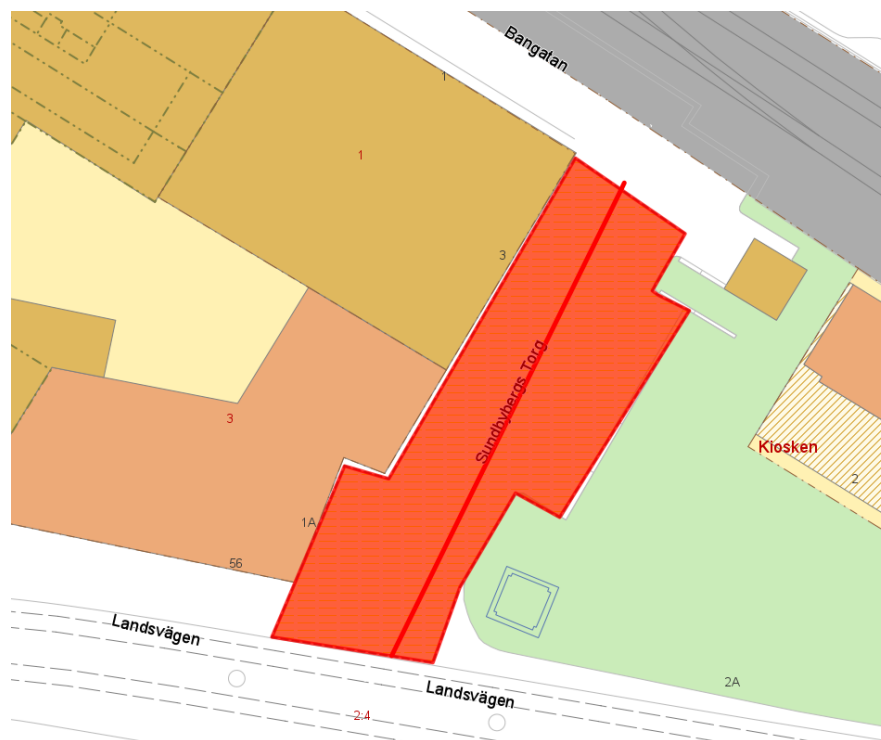 Bangatan
1
1
3
Sundbybergs Torg
3
Kiosken
2
1A
56
Landsvägen
2A
Landsvägen
2:4